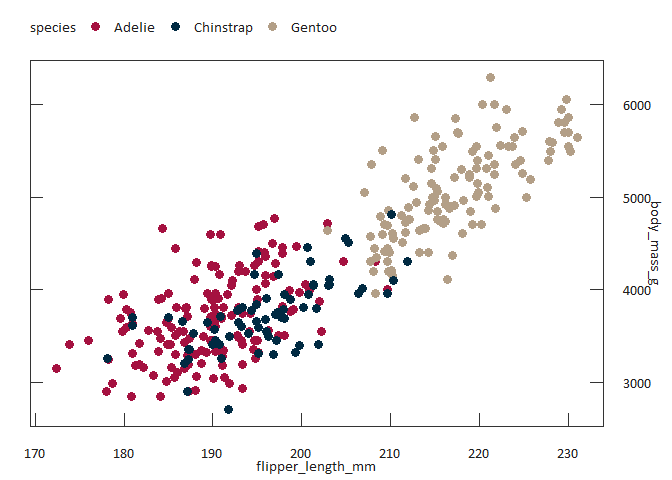 species Adelie Chinstrap Gentoo
6000
5000
4000
3000
body_mass_g
170 180 190 200 210 220 230
flipper_length_mm